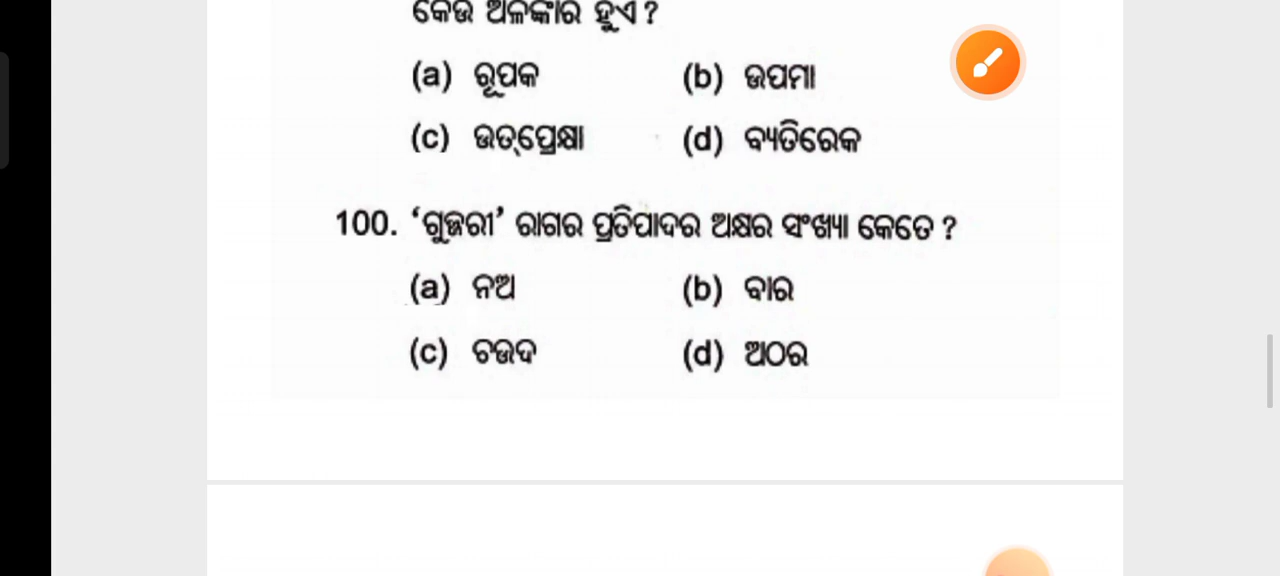 କେଉଁ ଅଳଙ୍କାର ହୁଏ ?
(a) ରୂପକ (b) ଉପମା
(c) ଉତ୍‌ପ୍ରେକ୍ଷା (d) ବ୍ୟତିରେକ
100. ‘ଗୁଜ୍ଜରୀ’ ରାଗର ପ୍ରତିପାଦର ଅକ୍ଷର ସଂଖ୍ୟା କେତେ ?
(a) ନଅ (b) ବାର
(c) ଚଉଦ (d) ଅଠର